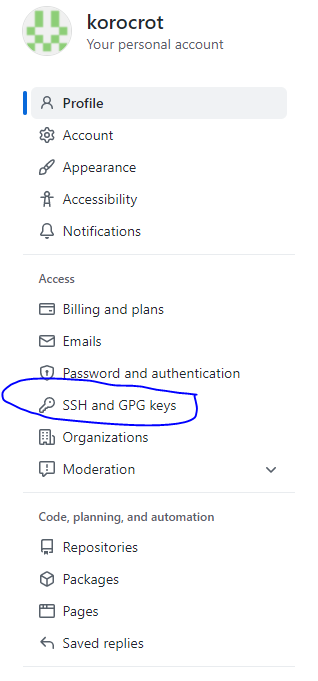 korocrot
Your personal account
Profile
Account
Appearance
Accessibility
Notifications
Access
Billing and plans
Emails
Password and authentication
SSH and GPG keys
Organizations
Moderation
Code, planning, and automation
Repositories
Packages
Pages
Saved replies